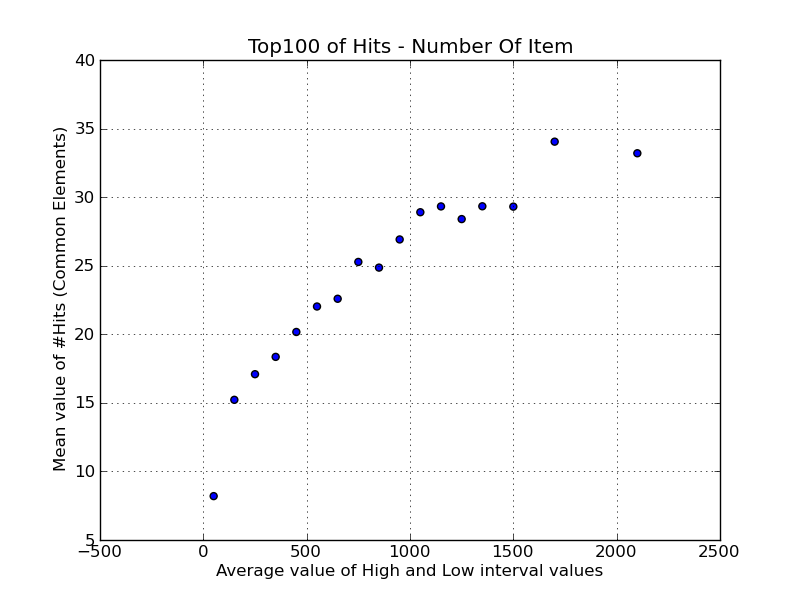 Top100 of Hits - Number Of Item
Mean value of #Hits (Common Elements)
40
35
30
25
20
15
10
5
−500 0 500 1000 1500 2000 2500
Average value of High and Low interval values